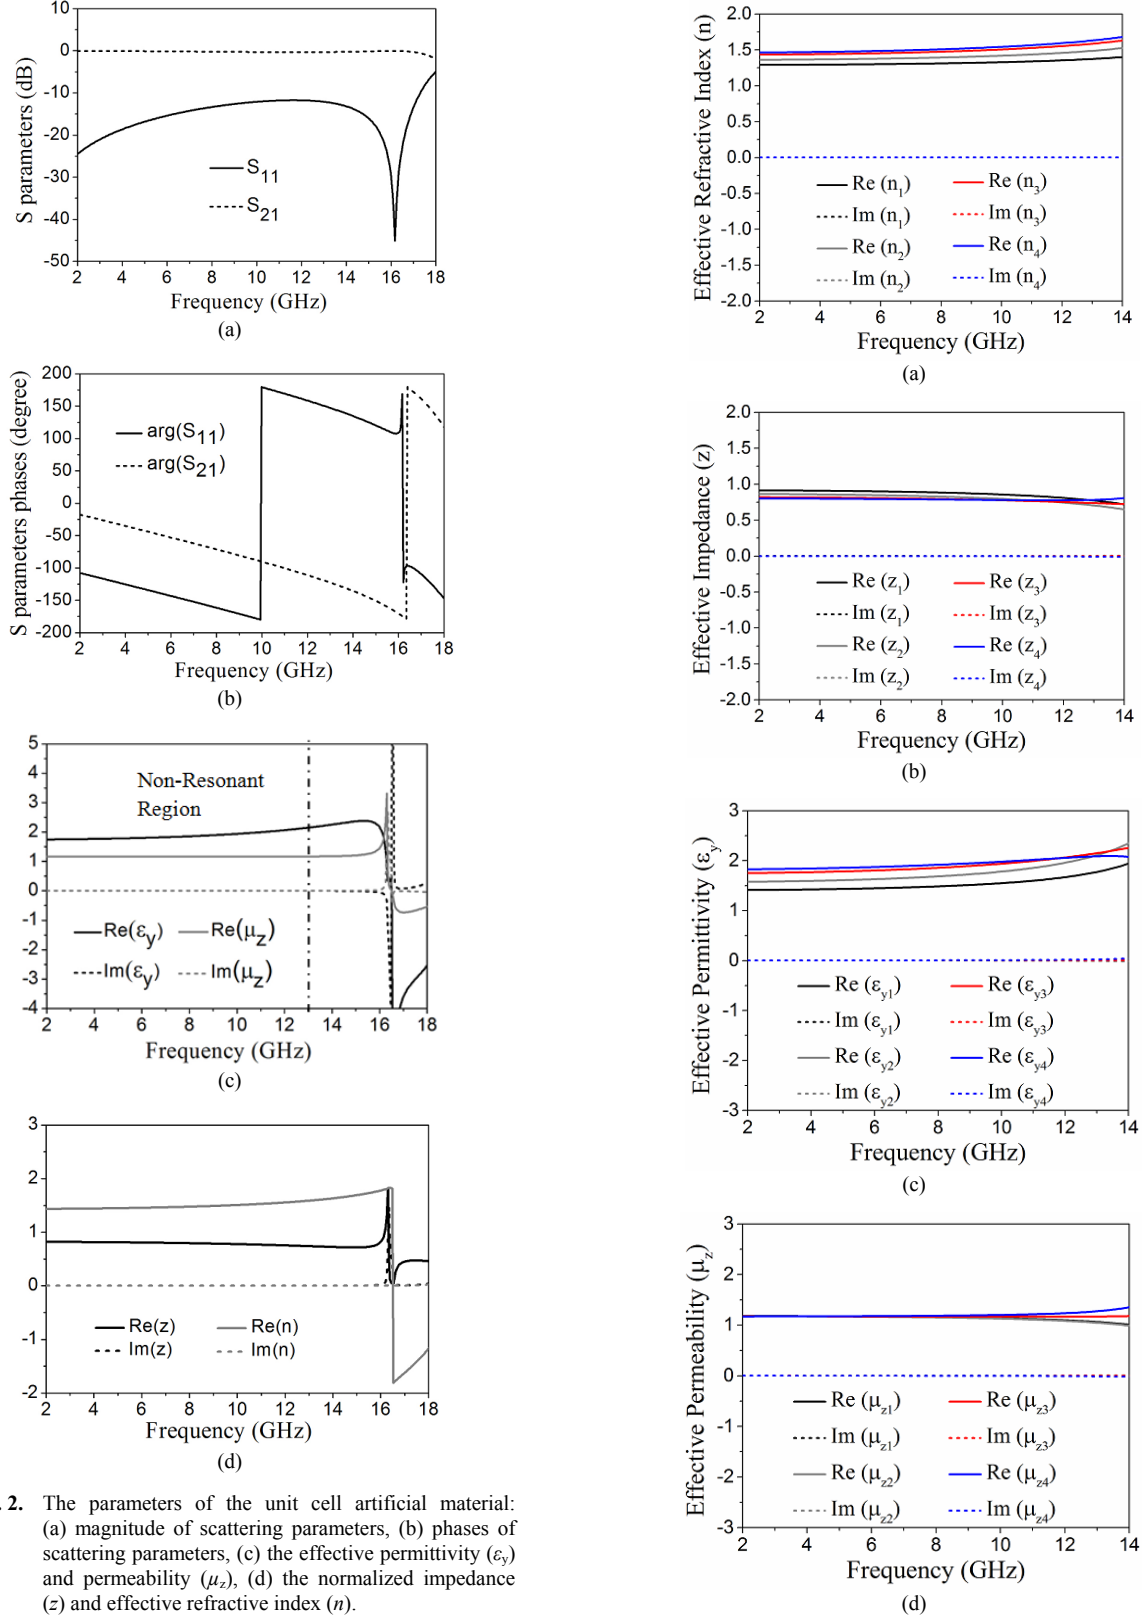 10
0
-10
-20
-30
-40
-50
S parameters (dB)
S11
S21
2 4 6 8 10 12 14 16 18
Frequency (GHz)
(a)
200
150
100
50
0
-50
-100
-150
-200
S parameters phases (degree)
arg(S11)
arg(S21)
2 4 6 8 10 12 14 16 18
Frequency (GHz)
(b)
5
4
3
2
1
0
-1
-2
-3
-4
Non-Resonant
Region
Re(εy) Re(μz)
Im(εy) Im(μz)
2 4 6 8 10 12 14 16 18
Frequency (GHz)
(c)
3
2
1
0
-1
-2
Re(z) Re(n)
Im(z) Im(n)
2 4 6 8 10 12 14 16 18
Frequency (GHz)
(d)
. 2. The parameters of the unit cell artificial material:
(a) magnitude of scattering parameters, (b) phases of
scattering parameters, (c) the effective permittivity (εy)
and permeability (μz), (d) the normalized impedance
(z) and effective refractive index (n).
2.0
1.5
1.0
0.5
0.0
-0.5
-1.0
-1.5
-2.0
Effective Refractive Index (n)
Re (n1) Re (n3)
Im (n1) Im (n3)
Re (n2) Re (n4)
Im (n2) Im (n4)
2 4 6 8 10 12 14
Frequency (GHz)
(a)
2.0
1.5
1.0
0.5
0.0
-0.5
-1.0
-1.5
-2.0
Effective Impedance (z)
Re (z1) Re (z3)
Im (z1) Im (z3)
Re (z2) Re (z4)
Im (z2) Im (z4)
2 4 6 8 10 12 14
Frequency (GHz)
(b)
3
2
1
0
-1
-2
-3
Effective Permittivity (εy)
Re (εy1) Re (εy3)
Im (εy1) Im (εy3)
Re (εy2) Re (εy4)
Im (εy2) Im (εy4)
2 4 6 8 10 12 14
Frequency (GHz)
(c)
3
2
1
0
-1
-2
-3
Effective Permeability (μz)
Re (μz1) Re (μz3)
Im (μz1) Im (μz3)
Re (μz2) Re (μz4)
Im (μz2) Im (μz4)
2 4 6 8 10 12 14
Frequency (GHz)
(d)